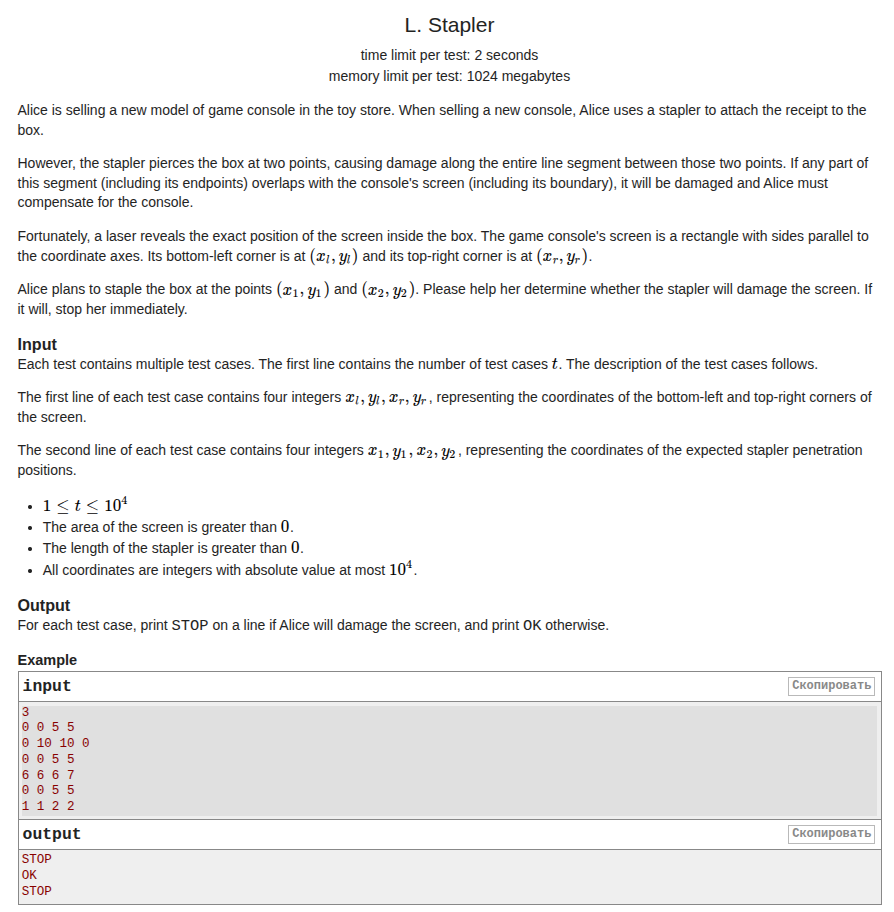 L. Stapler
time limit per test: 2 seconds
memory limit per test: 1024 megabytes
Alice is selling a new model of game console in the toy store. When selling a new console, Alice uses a stapler to attach the receipt to the
box.
However, the stapler pierces the box at two points, causing damage along the entire line segment between those two points. If any part of
this segment (including its endpoints) overlaps with the console's screen (including its boundary), it will be damaged and Alice must
compensate for the console.
Fortunately, a laser reveals the exact position of the screen inside the box. The game console's screen is a rectangle with sides parallel to
the coordinate axes. Its bottom-left corner is at (x_l, y_l) and its top-right corner is at (x_r, y_r).
Alice plans to staple the box at the points (x_1, y_1) and (x_2, y_2). Please help her determine whether the stapler will damage the screen. If
it will, stop her immediately.
Input
Each test contains multiple test cases. The first line contains the number of test cases t. The description of the test cases follows.
The first line of each test case contains four integers x_l, y_l, x_r, y_r, representing the coordinates of the bottom-left and top-right corners of
the screen.
The second line of each test case contains four integers x_1, y_1, x_2, y_2, representing the coordinates of the expected stapler penetration
positions.
• 1 ≤ t ≤ 10^4
• The area of the screen is greater than 0.
• The length of the stapler is greater than 0.
• All coordinates are integers with absolute value at most 10^4.
Output
For each test case, print STOP on a line if Alice will damage the screen, and print OK otherwise.
Example
input Скопировать
3
0 0 5 5
0 10 10 0
0 0 5 5
6 6 6 7
0 0 5 5
1 1 2 2
output Скопировать
STOP
OK
STOP